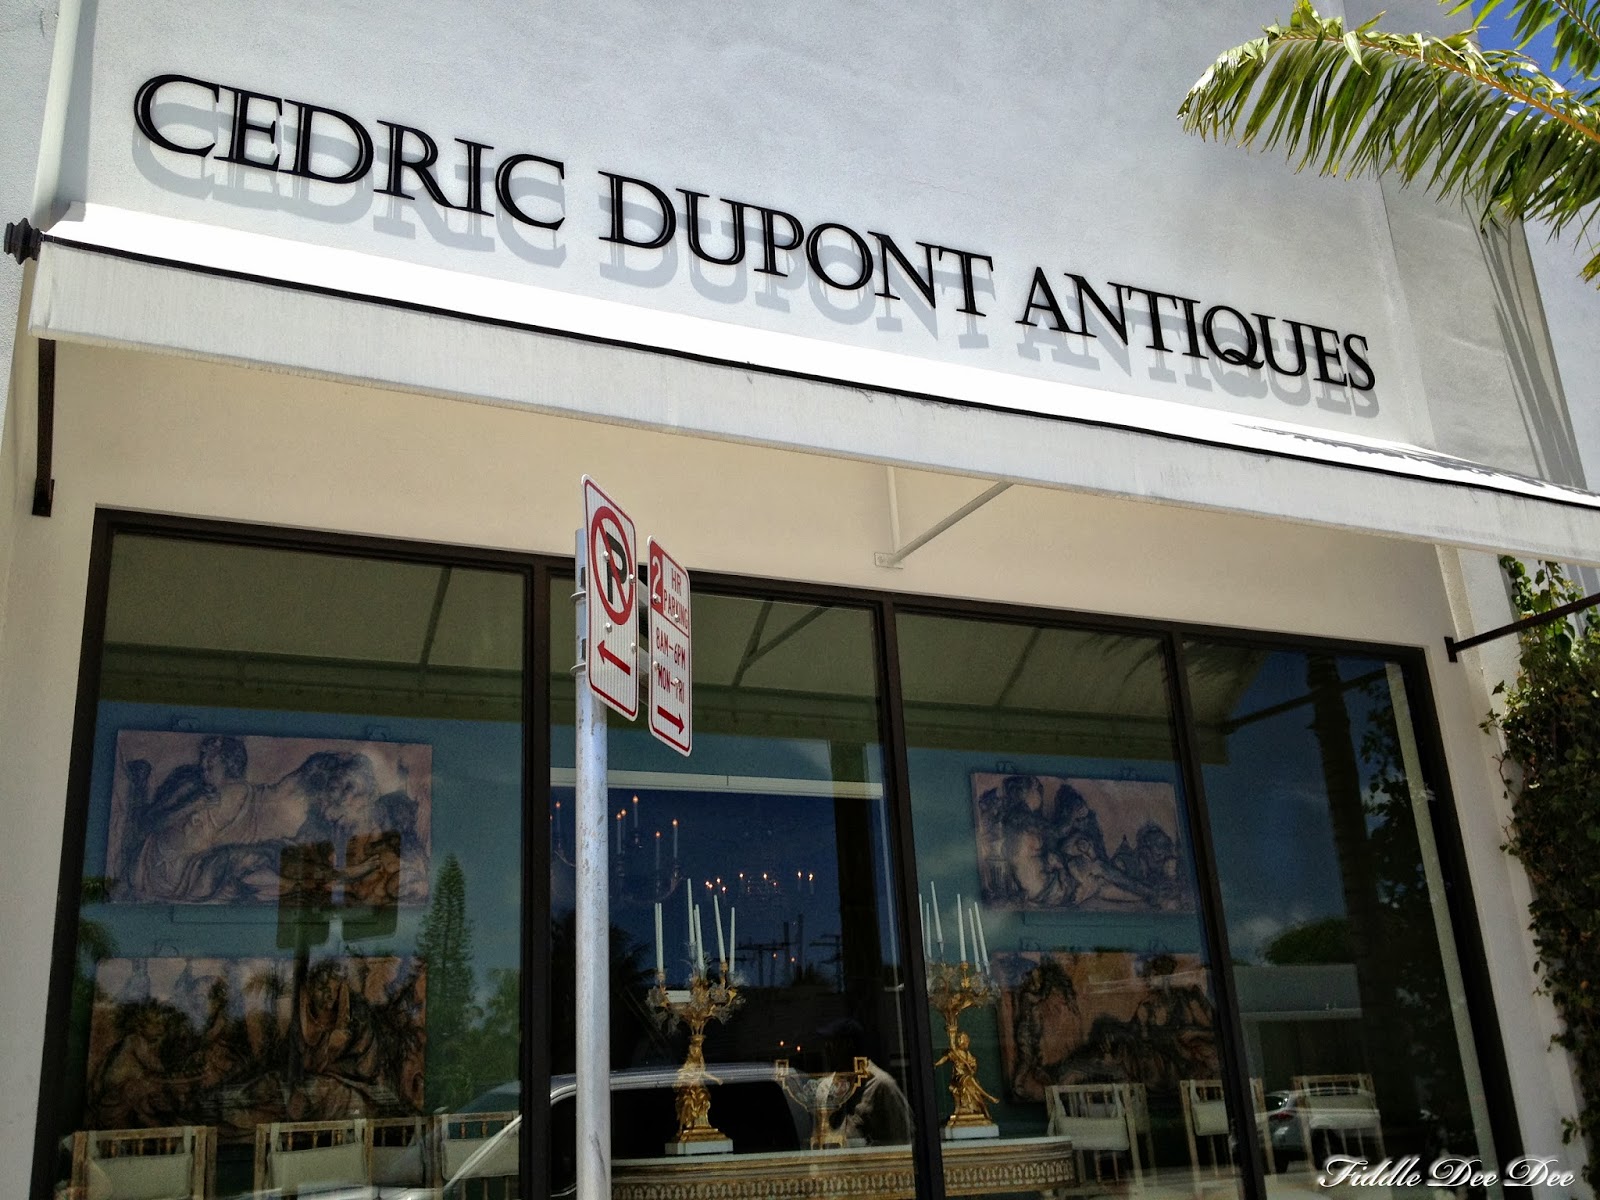 CEDRIC DUPONT ANTIQUES
P
2 HR
PARKING
8AM-6PM
MON-FRI
Fiddle Dee Dee